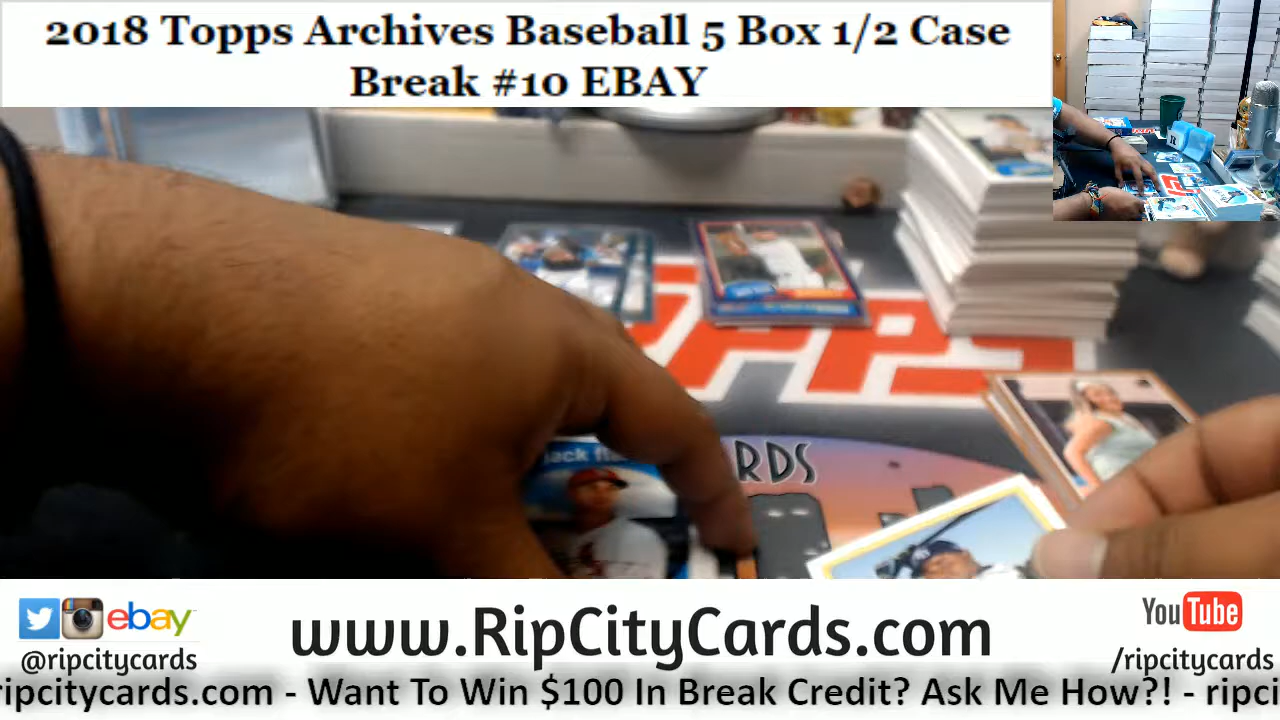 2018 Topps Archives Baseball 5 Box 1/2 Case
Break #10 EBAY
RDS
ebay
www.RipCityCards.com
YouTube
@ripcitycards
/ripcitycards
ripcitycards.com - Want To Win $100 In Break Credit? Ask Me How?! - ripci